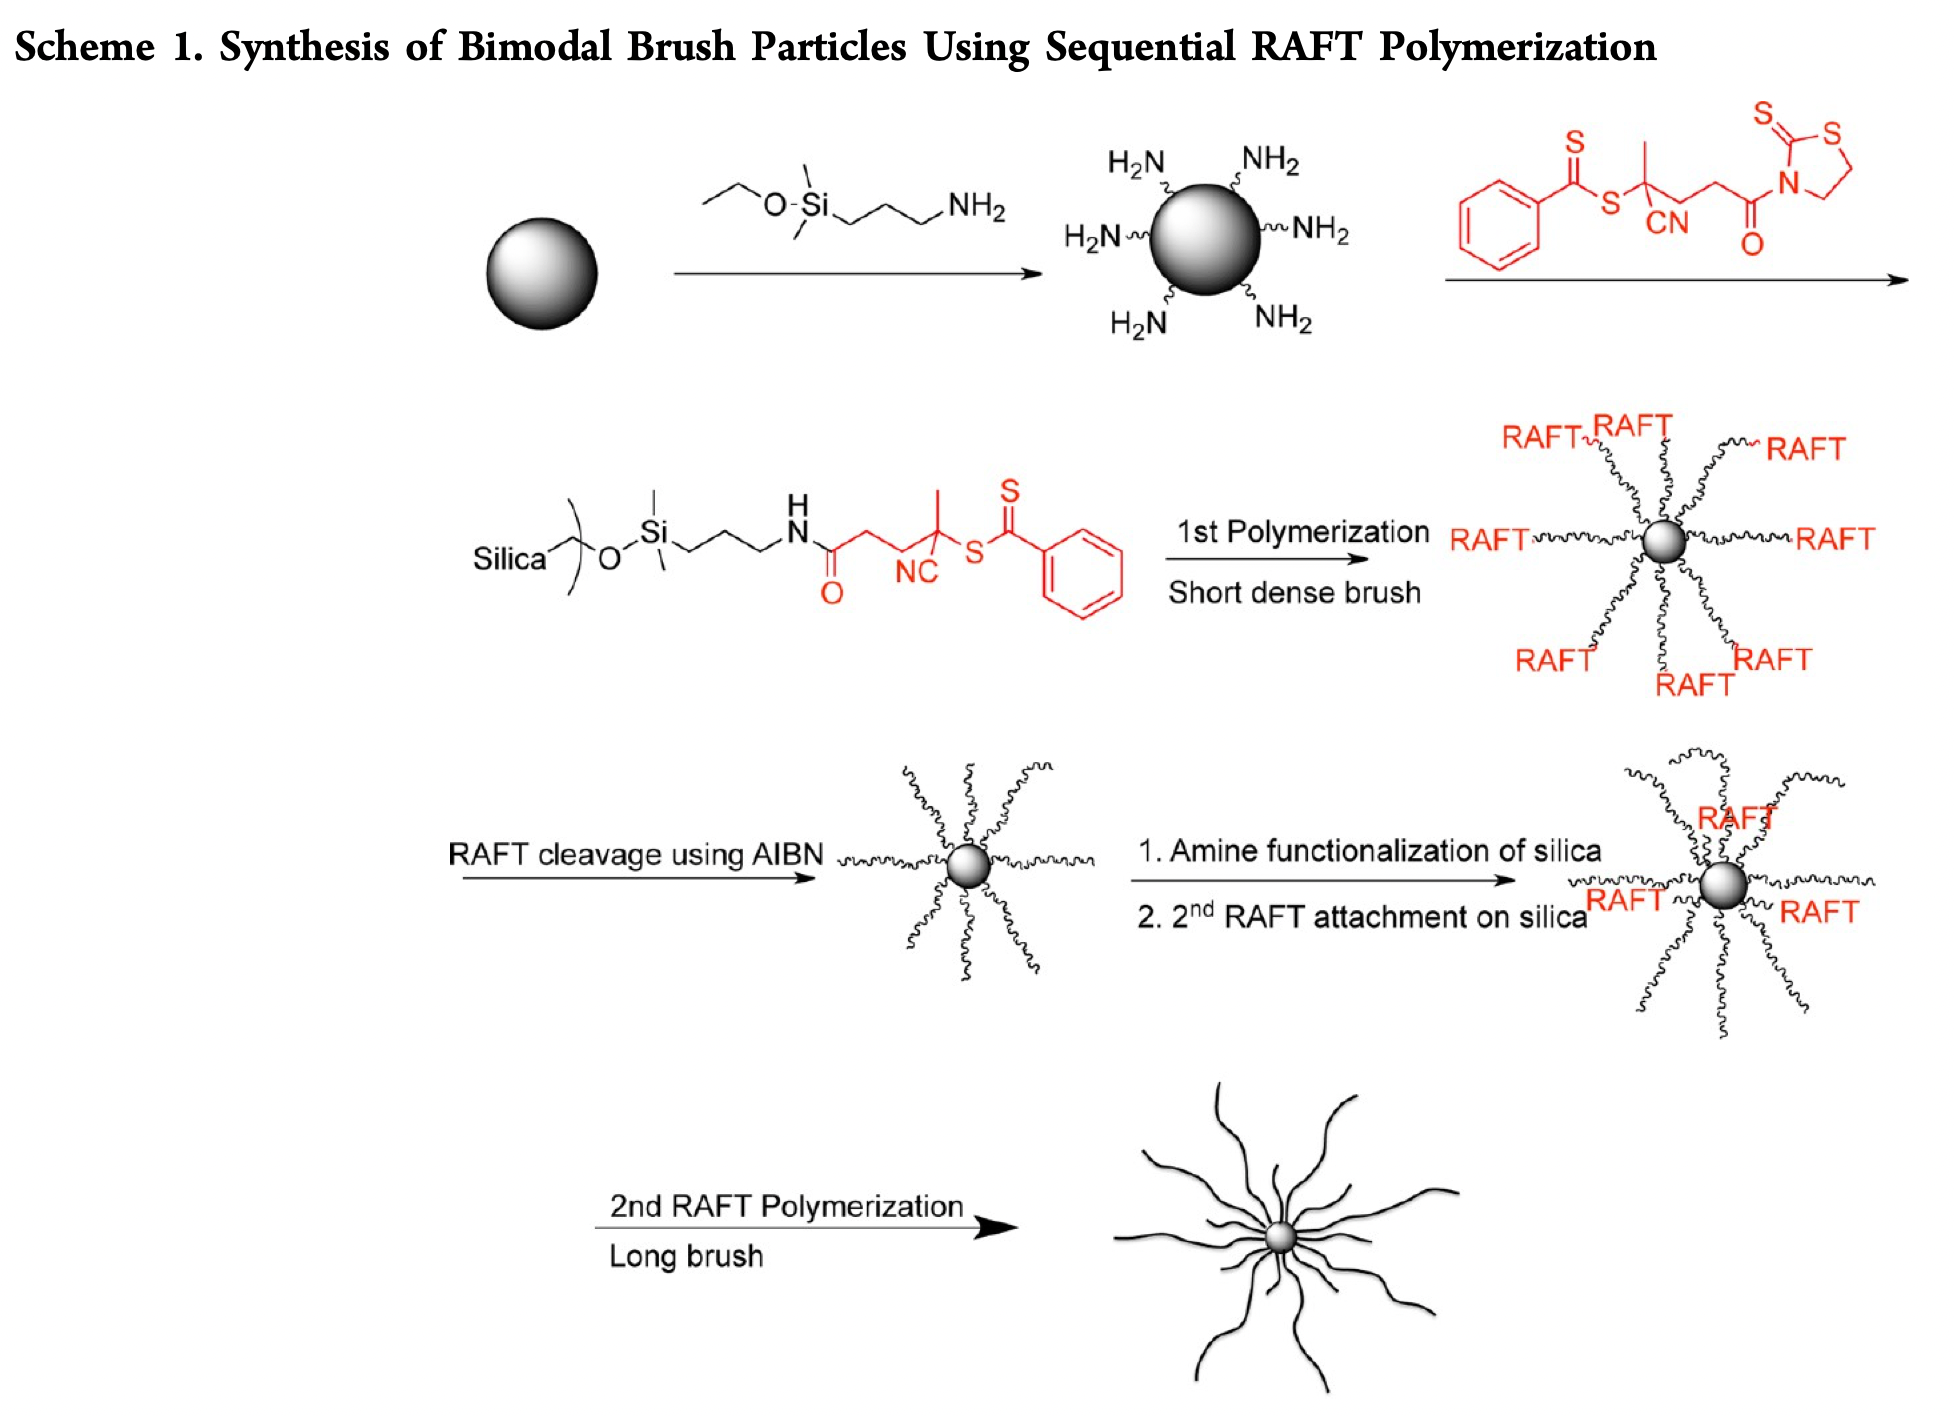 Scheme 1. Synthesis of Bimodal Brush Particles Using Sequential RAFT Polymerization
O-Si
NH2
H2N
NH2
H2N
NH2
H2N
NH2
S
S
CN
O
N
S
S
Silica
O
Si
H
N
O
NC
S
S
1st Polymerization
Short dense brush
RAFT
RAFT
RAFT
RAFT
RAFT
RAFT
RAFT
RAFT
RAFT cleavage using AIBN
1. Amine functionalization of silica
2. 2nd RAFT attachment on silica
RAFT
RAFT
RAFT
2nd RAFT Polymerization
Long brush